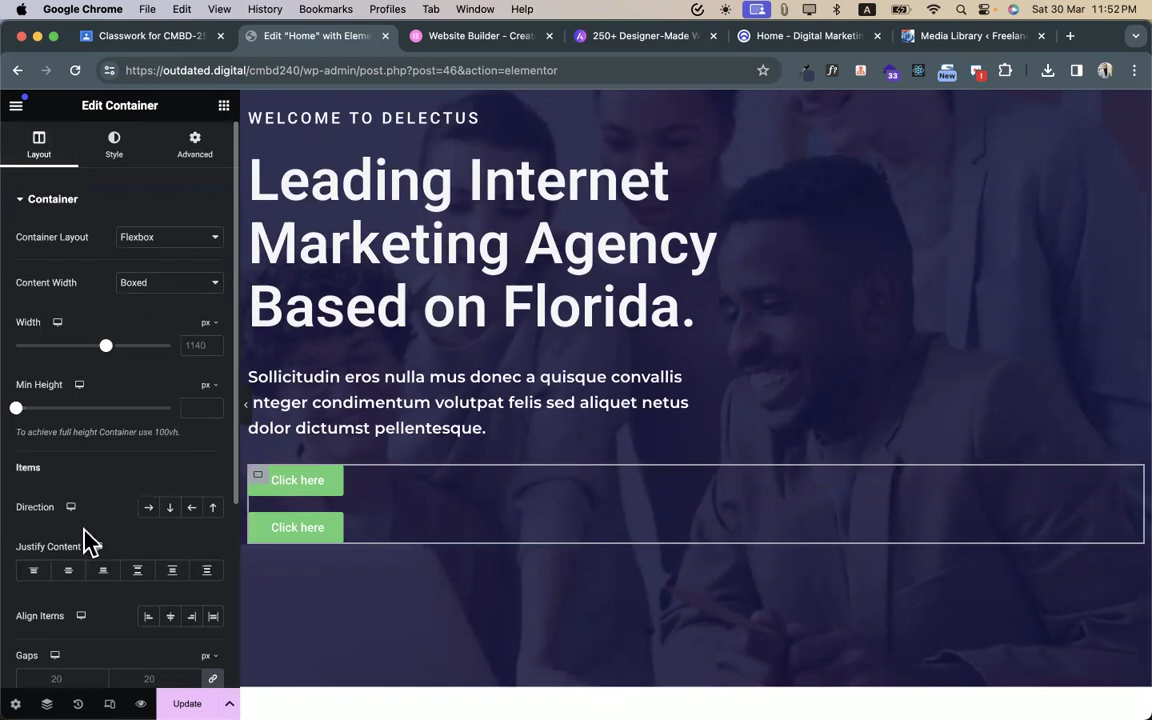 Google Chrome File Edit View History Bookmarks Profiles Tab Window Help
A
Sat 30 Mar 11:52 PM
Classwork for CMBD-25
Edit "Home" with Eleme
Website Builder - Creat
250+ Designer-Made W
Home - Digital Marketin
Media Library ‹ Freelan
https://outdated.digital/cmbd240/wp-admin/post.php?post=46&action=elementor
33
New
Edit Container
Layout
Style
Advanced
Container
Container Layout
Flexbox
Content Width
Boxed
Width
px
1140
Min Height
px
To achieve full height Container use 100vh.
Items
Direction
Justify Content
Align Items
Gaps
px
20
20
Update
WELCOME TO DELECTUS
Leading Internet
Marketing Agency
Based on Florida.
Sollicitudin eros nulla mus donec a quisque convallis
nteger condimentum volutpat felis sed aliquet netus
dolor dictumst pellentesque.
Click here
Click here